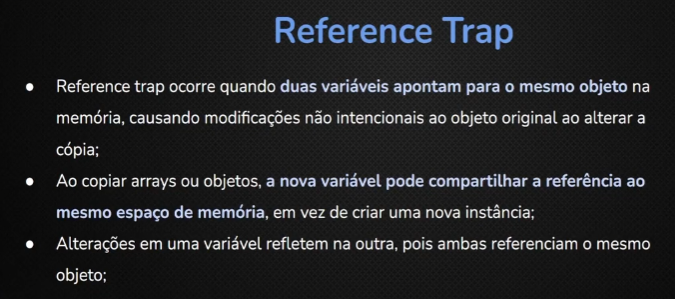 Reference Trap
● Reference trap ocorre quando duas variáveis apontam para o mesmo objeto na
memória, causando modificações não intencionais ao objeto original ao alterar a
cópia;
● Ao copiar arrays ou objetos, a nova variável pode compartilhar a referência ao
mesmo espaço de memória, em vez de criar uma nova instância;
● Alterações em uma variável refletem na outra, pois ambas referenciam o mesmo
objeto;